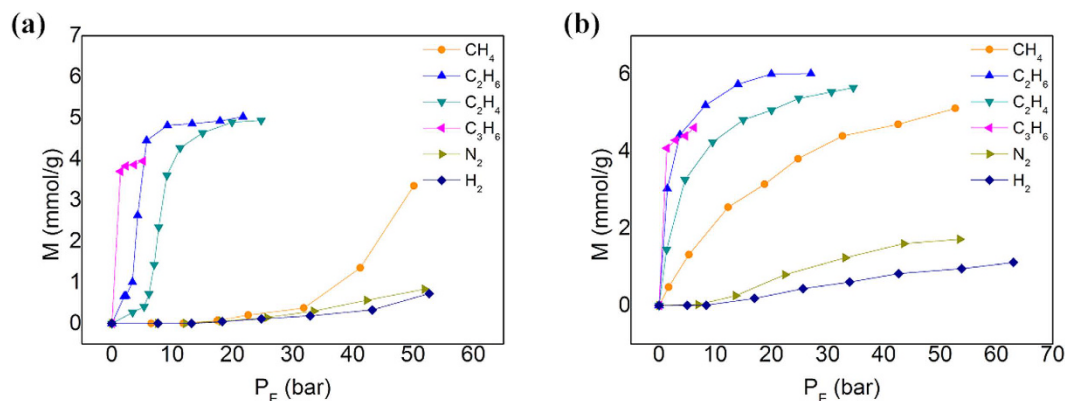 (a)
7
6
5
4
3
2
1
0
M (mmol/g)
0 10 20 30 40 50 60
P_E (bar)
CH₄
C₂H₆
C₂H₄
C₃H₆
N₂
H₂
(b)
6
4
2
0
M (mmol/g)
0 10 20 30 40 50 60 70
P_E (bar)
CH₄
C₂H₆
C₂H₄
C₃H₆
N₂
H₂